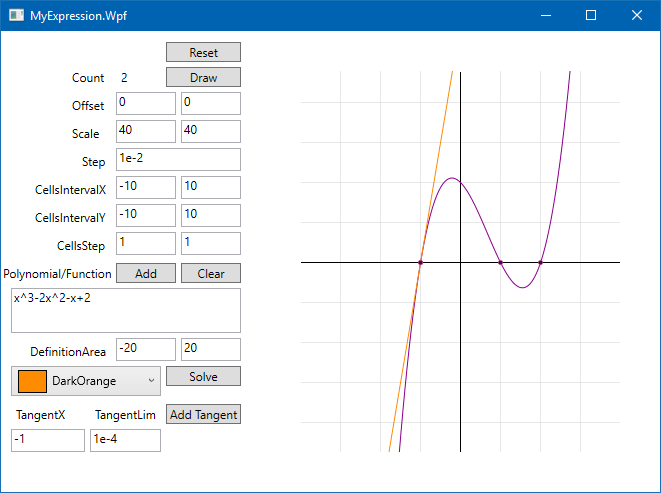 MyExpression.Wpf
Reset
Count 2 Draw
Offset 0 0
Scale 40 40
Step 1e-2
CellsIntervalX -10 10
CellsIntervalY -10 10
CellsStep 1 1
Polynomial/Function Add Clear
x^3-2x^2-x+2
DefinitionArea -20 20
DarkOrange Solve
TangentX TangentLim Add Tangent
-1 1e-4